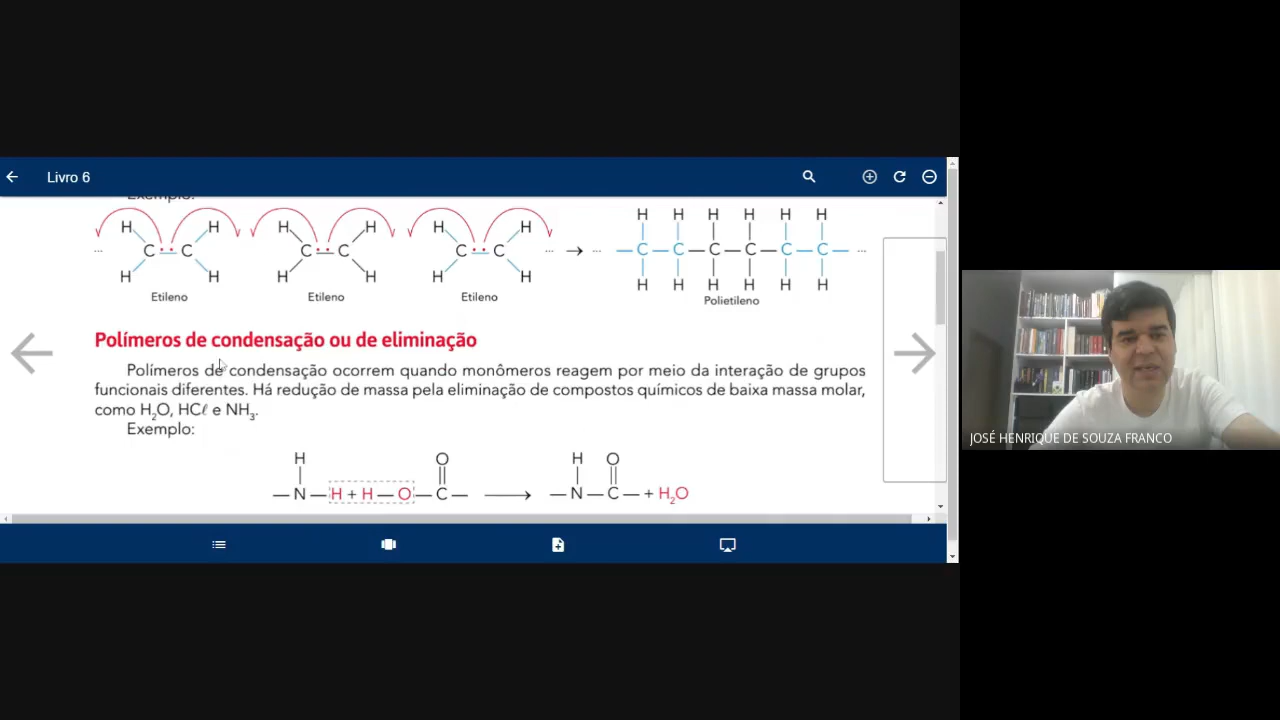 Livro 6
Exemplo:
H H H H H H H H H H H H
··· C ·· C C ·· C C ·· C ··· → ··· — C — C — C — C — C — C — ···
H H H H H H H H H H H H
Etileno Etileno Etileno Polietileno
Polímeros de condensação ou de eliminação
Polímeros de condensação ocorrem quando monômeros reagem por meio da interação de grupos
funcionais diferentes. Há redução de massa pela eliminação de compostos químicos de baixa massa molar,
como H₂O, HCℓ e NH₃.
Exemplo:
H O H O
— N — H + H — O — C — → — N — C — + H₂O
JOSÉ HENRIQUE DE SOUZA FRANCO